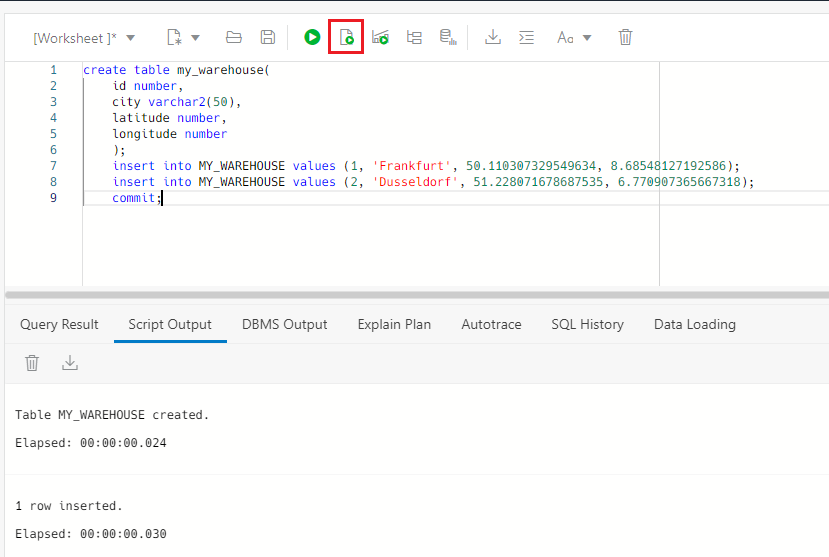 [Worksheet ]* Aa
1 create table my_warehouse(
2 id number,
3 city varchar2(50),
4 latitude number,
5 longitude number
6 );
7 insert into MY_WAREHOUSE values (1, 'Frankfurt', 50.110307329549634, 8.68548127192586);
8 insert into MY_WAREHOUSE values (2, 'Dusseldorf', 51.228071678687535, 6.770907365667318);
9 commit;
Query Result Script Output DBMS Output Explain Plan Autotrace SQL History Data Loading
Table MY_WAREHOUSE created.
Elapsed: 00:00:00.024
1 row inserted.
Elapsed: 00:00:00.030